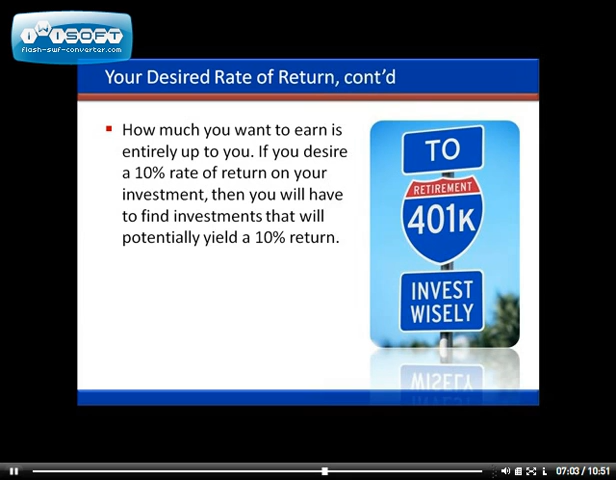 iWiSOFT
flash-swf-converter.com
Your Desired Rate of Return, cont'd
How much you want to earn is
entirely up to you. If you desire
a 10% rate of return on your
investment, then you will have
to find investments that will
potentially yield a 10% return.
TO
RETIREMENT
401K
INVEST
WISELY
WISELY
07:03 / 10:51